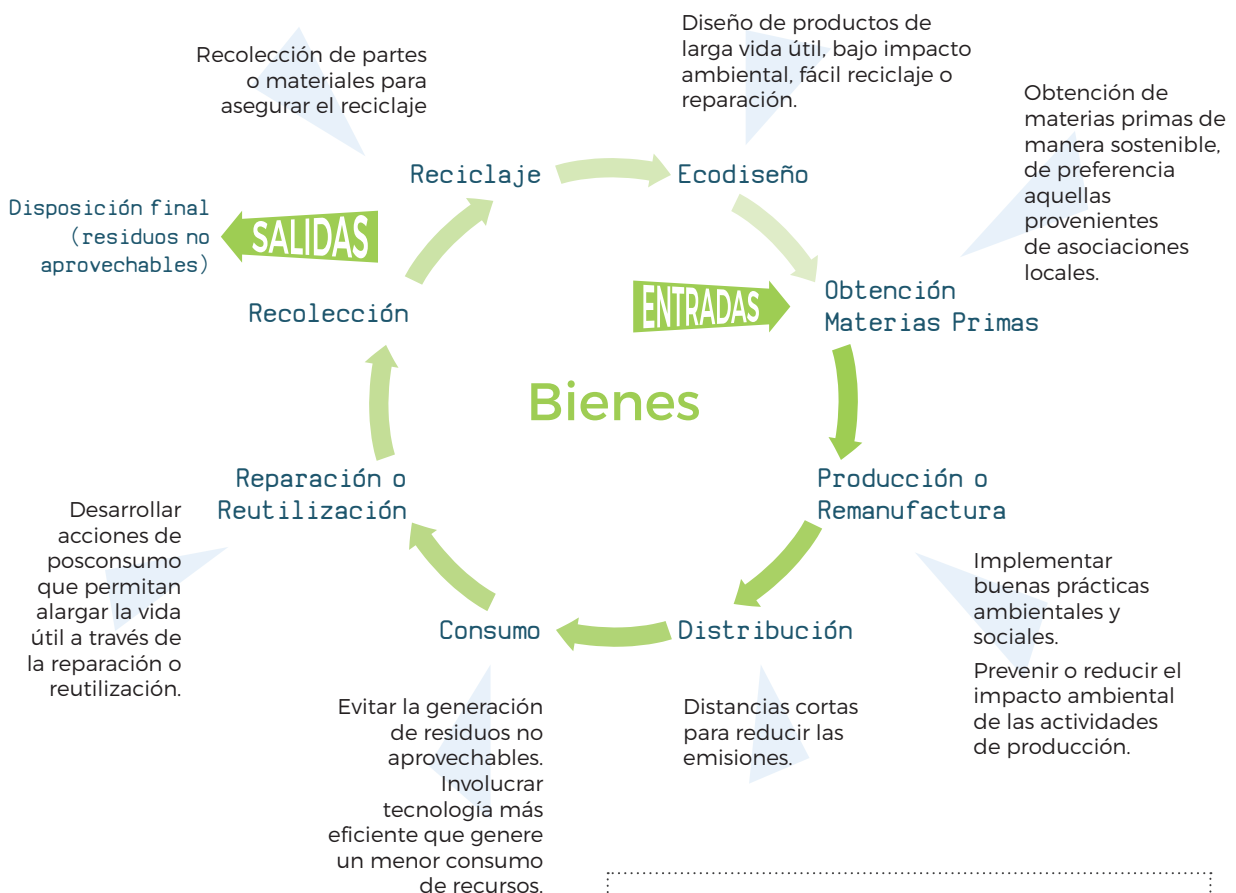 Recolección de partes
o materiales para
asegurar el reciclaje
Diseño de productos de
larga vida útil, bajo impacto
ambiental, fácil reciclaje o
reparación.
Obtención de
materias primas de
manera sostenible,
de preferencia
aquellas
provenientes
de asociaciones
locales.
Reciclaje
Ecodiseño
Disposición final
(residuos no
aprovechables)
SALIDAS
ENTRADAS
Obtención
Materias Primas
Recolección
Bienes
Reparación o
Reutilización
Producción o
Remanufactura
Desarrollar
acciones de
posconsumo
que permitan
alargar la vida
útil a través de
la reparación o
reutilización.
Implementar
buenas prácticas
ambientales y
sociales.
Prevenir o reducir el
impacto ambiental
de las actividades
de producción.
Consumo
Distribución
Evitar la generación
de residuos no
aprovechables.
Involucrar
tecnología más
eficiente que genere
un menor consumo
de recursos.
Distancias cortas
para reducir las
emisiones.